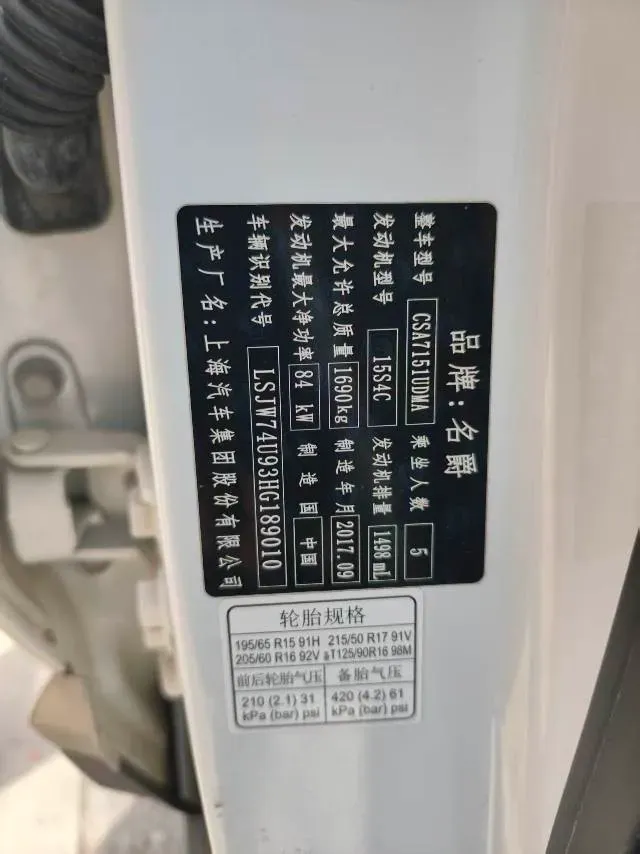 品牌:名爵
整车型号 CSA7151UDMA 乘坐人数 5
发动机型号 15S4C 发动机排量 1498 mL
最大允许总质量 1690kg 制造年月 2017.09
发动机最大净功率 84 kW 制造国 中国
车辆识别代号 LSJW74U93HG189010
生产厂名:上海汽车集团股份有限公司
轮胎规格
195/65 R15 91H 215/50 R17 91V
205/60 R16 92V 备T125/90R16 98M
前后轮胎气压 备胎气压
210 (2.1) 31 420 (4.2) 61
kPa (bar) psi kPa (bar) psi